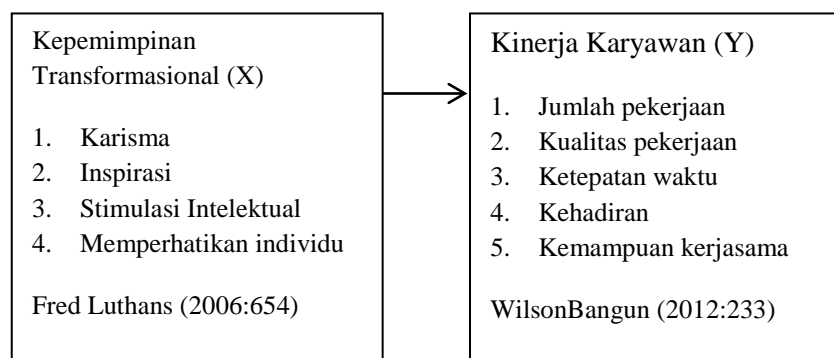 Kepemimpinan
Transformasional (X)
1. Karisma
2. Inspirasi
3. Stimulasi Intelektual
4. Memperhatikan individu
Fred Luthans (2006:654)
Kinerja Karyawan (Y)
1. Jumlah pekerjaan
2. Kualitas pekerjaan
3. Ketepatan waktu
4. Kehadiran
5. Kemampuan kerjasama
WilsonBangun (2012:233)